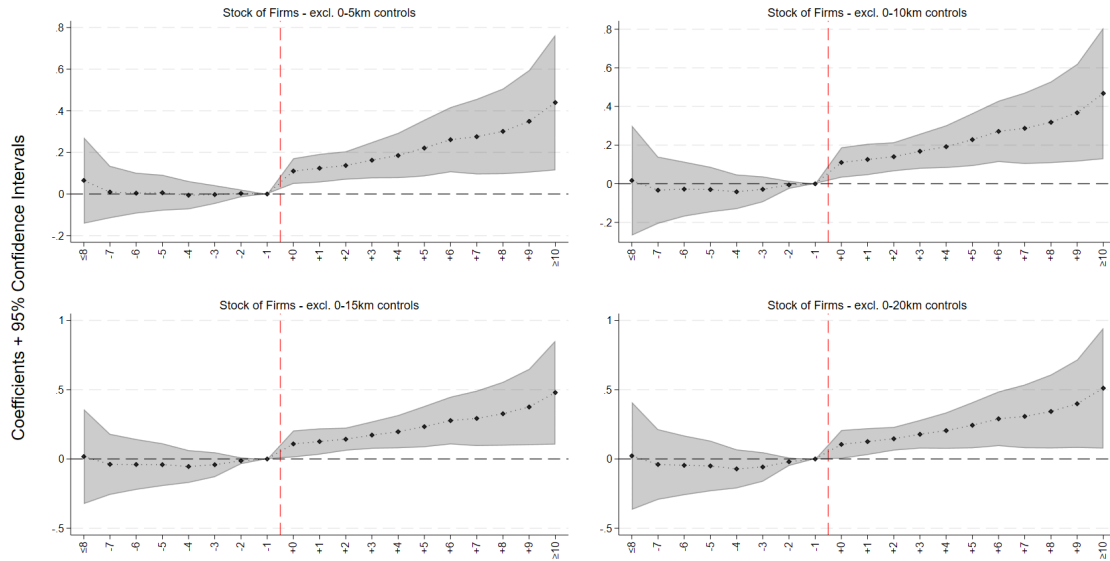 Coefficients + 95% Confidence Intervals
Stock of Firms - excl. 0-5km controls
.8
.6
.4
.2
0
-.2
≤8 -7 -6 -5 -4 -3 -2 -1 +0 +1 +2 +3 +4 +5 +6 +7 +8 +9 ≥10
Stock of Firms - excl. 0-10km controls
.8
.6
.4
.2
0
-.2
≤8 -7 -6 -5 -4 -3 -2 -1 +0 +1 +2 +3 +4 +5 +6 +7 +8 +9 ≥10
Stock of Firms - excl. 0-15km controls
1
.5
0
-.5
≤8 -7 -6 -5 -4 -3 -2 -1 +0 +1 +2 +3 +4 +5 +6 +7 +8 +9 ≥10
Stock of Firms - excl. 0-20km controls
1
.5
0
-.5
≤8 -7 -6 -5 -4 -3 -2 -1 +0 +1 +2 +3 +4 +5 +6 +7 +8 +9 ≥10